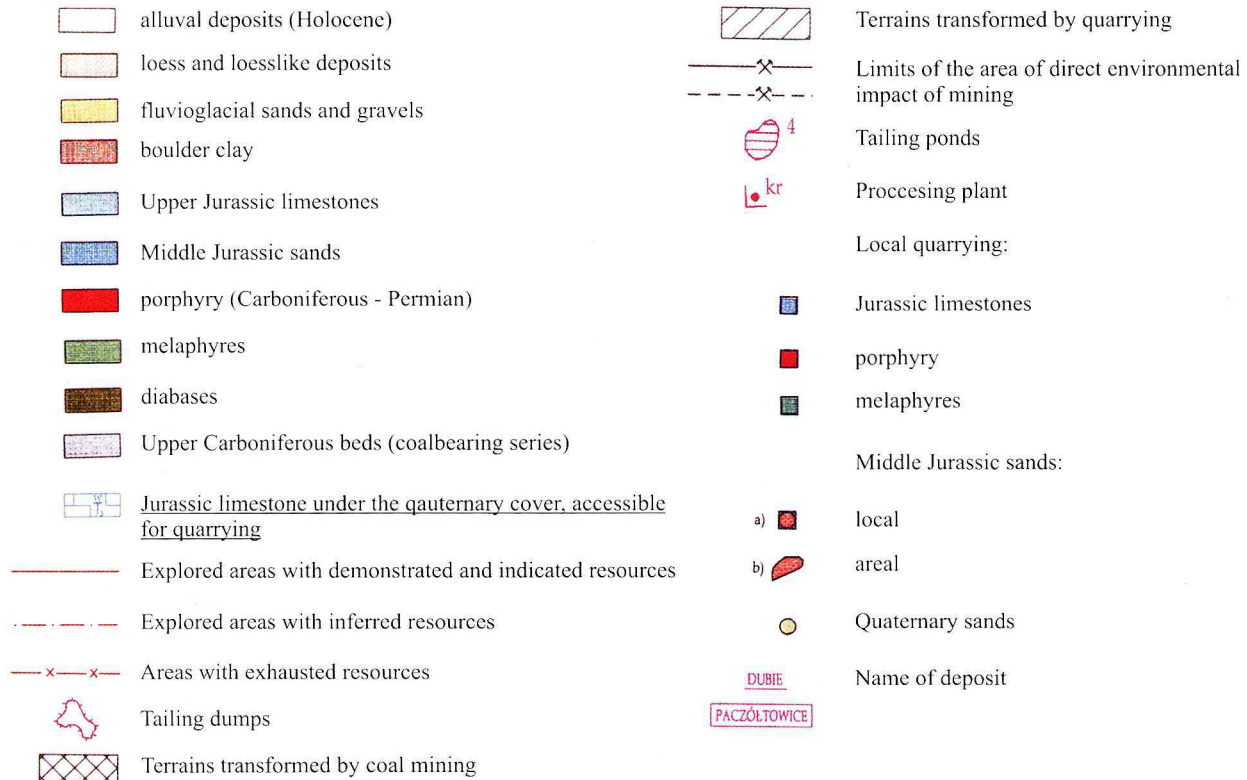 alluval deposits (Holocene)
loess and loesslike deposits
fluvioglacial sands and gravels
boulder clay
Upper Jurassic limestones
Middle Jurassic sands
porphyry (Carboniferous - Permian)
melaphyres
diabases
Upper Carboniferous beds (coalbearing series)
Jurassic limestone under the qauternary cover, accessible
for quarrying
Explored areas with demonstrated and indicated resources
Explored areas with inferred resources
Areas with exhausted resources
Tailing dumps
Terrains transformed by coal mining
Terrains transformed by quarrying
Limits of the area of direct environmental
impact of mining
4
Tailing ponds
kr
Proccesing plant
Local quarrying:
Jurassic limestones
porphyry
melaphyres
Middle Jurassic sands:
a) local
b) areal
Quaternary sands
DUBIE
Name of deposit
PACZÓŁTOWICE